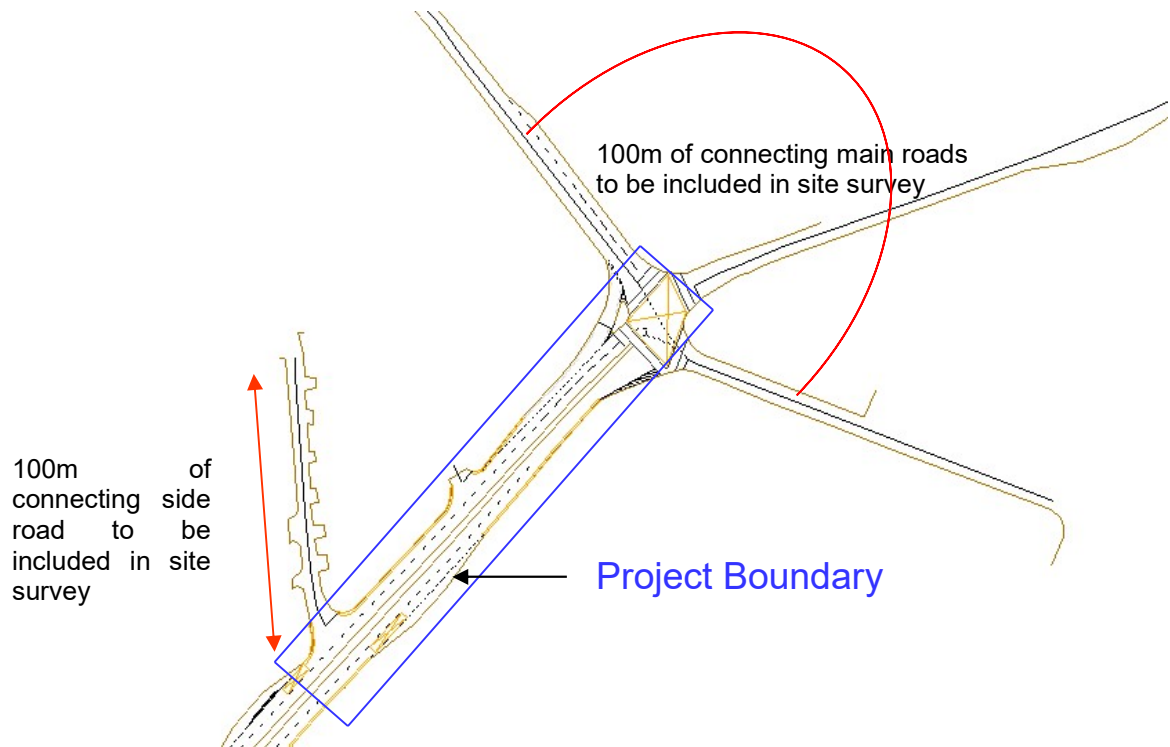 100m of connecting main roads
to be included in site survey
100m of
connecting side
road to be
included in site
survey
Project Boundary